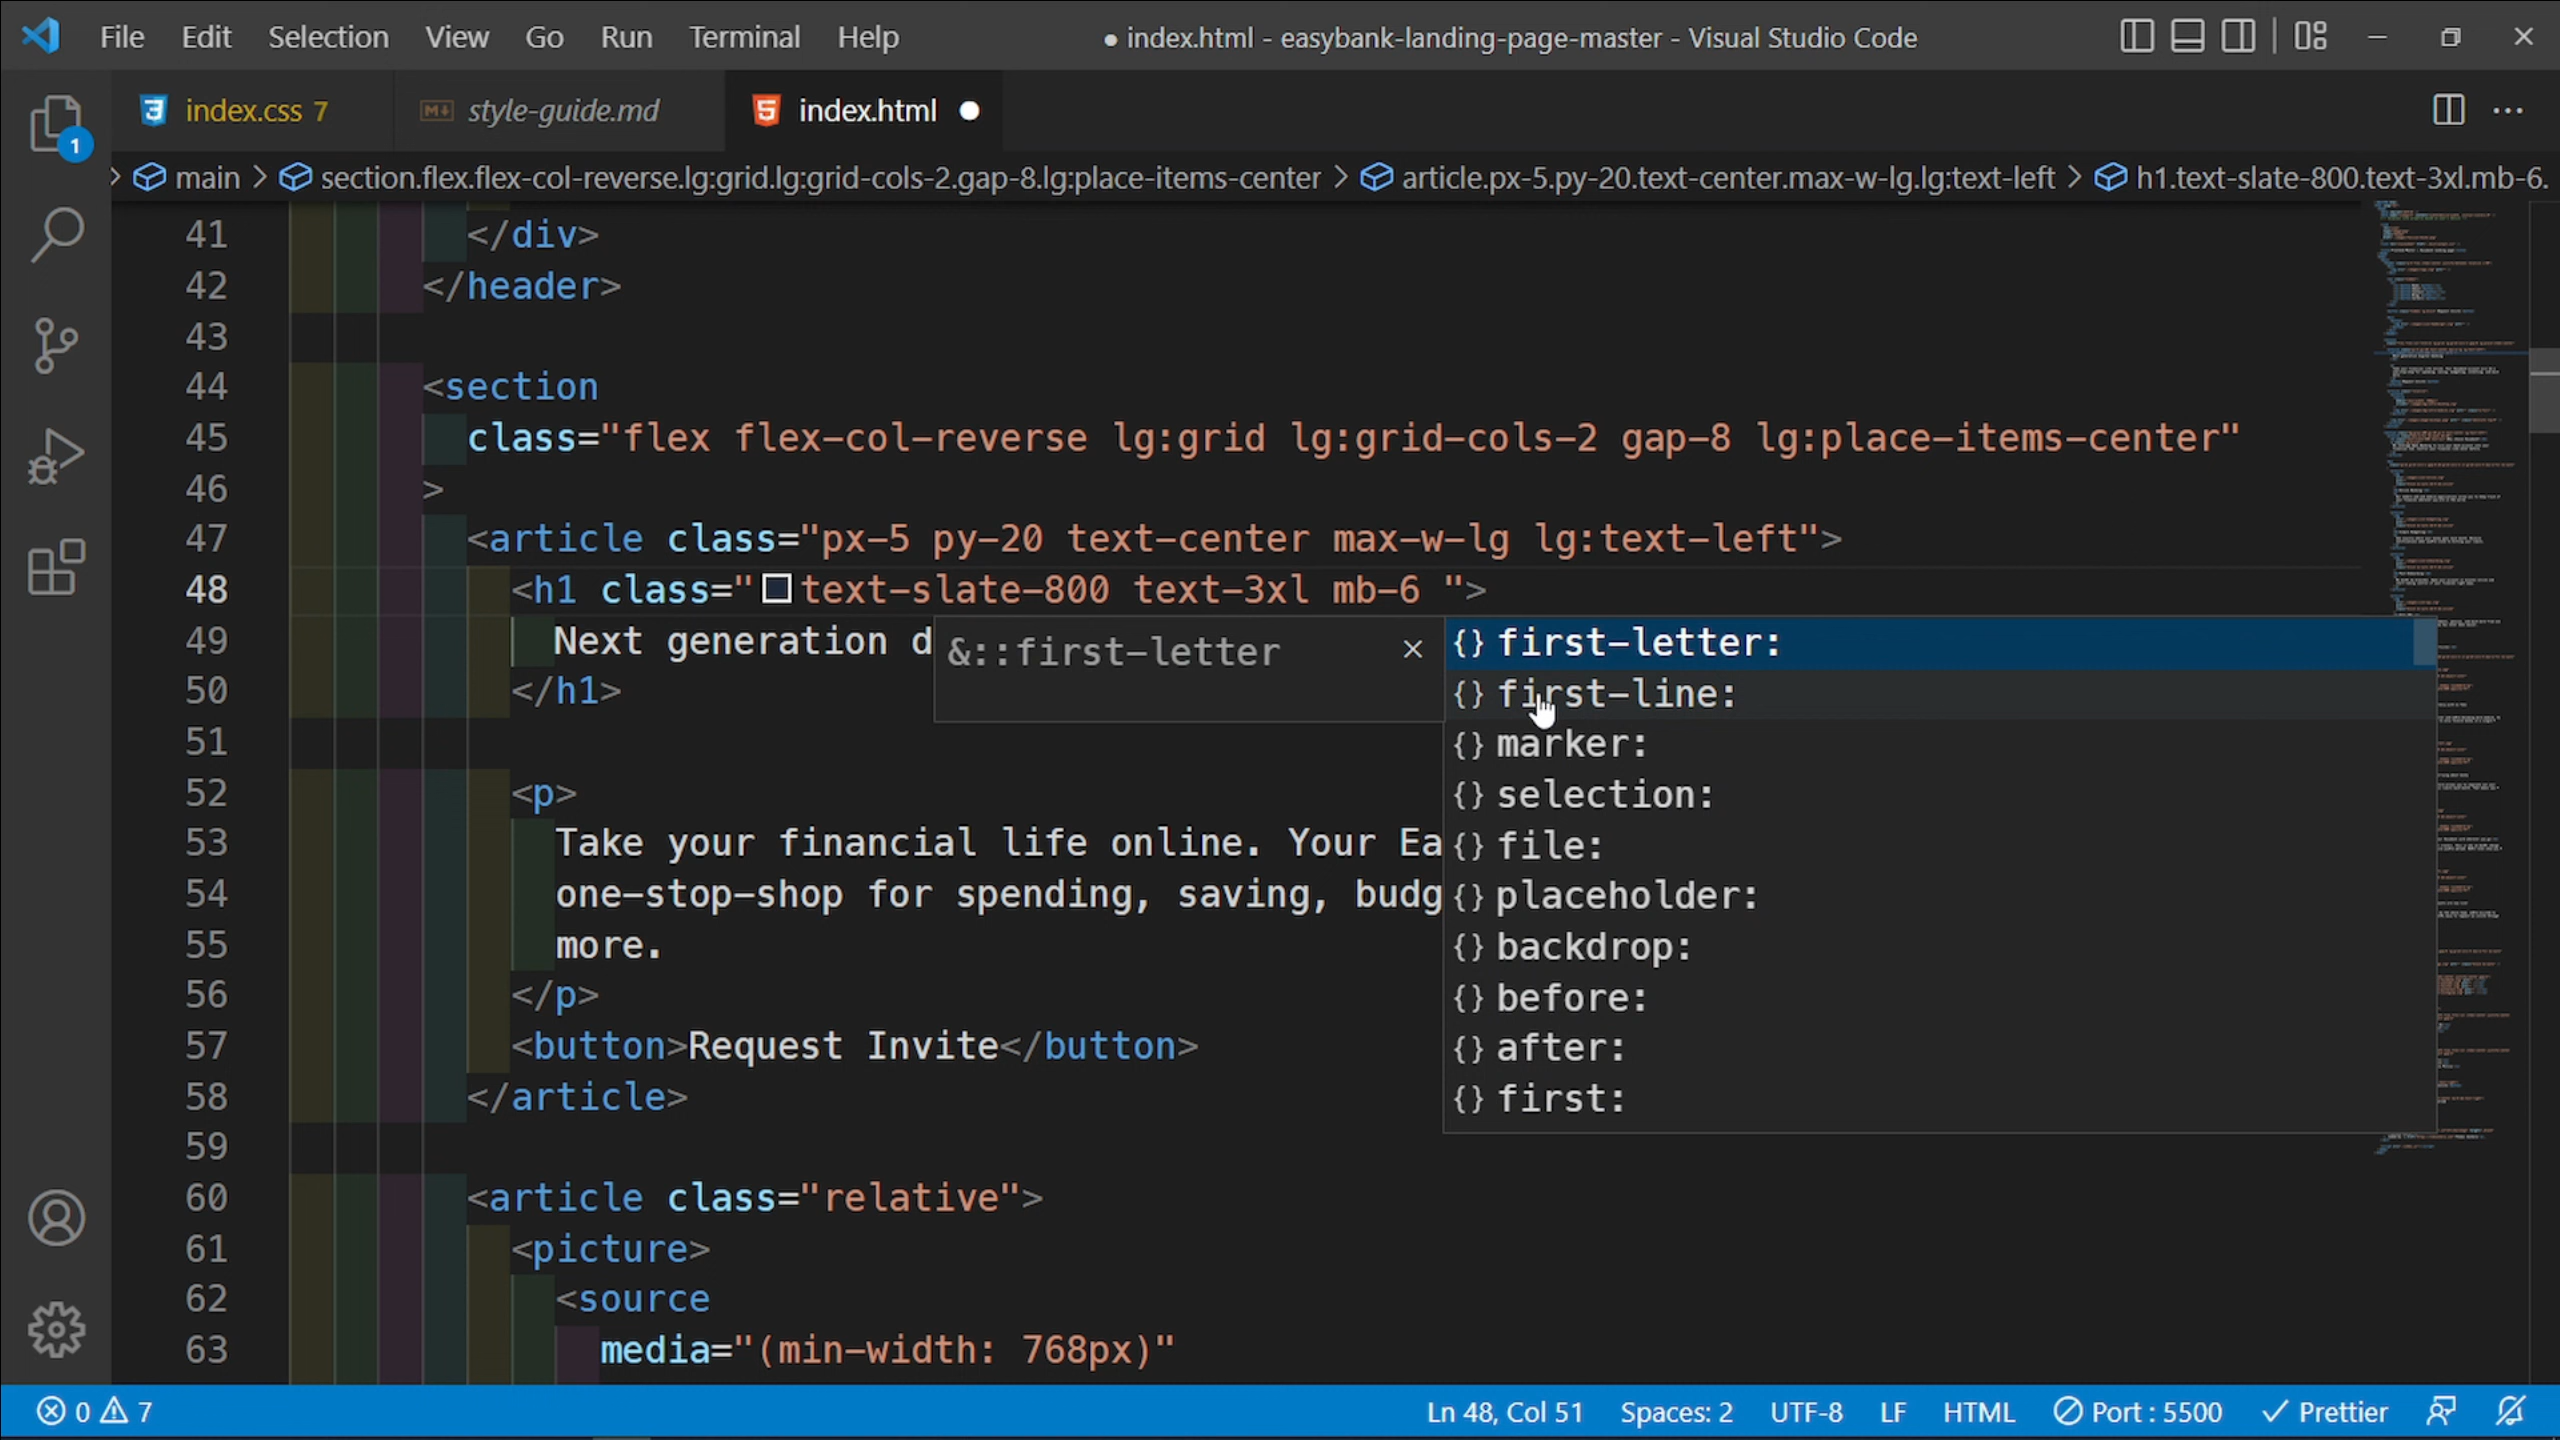 File Edit Selection View Go Run Terminal Help ● index.html - easybank-landing-page-master - Visual Studio Code
index.css 7 style-guide.md index.html
1
main > section.flex.flex-col-reverse.lg:grid.lg:grid-cols-2.gap-8.lg:place-items-center > article.px-5.py-20.text-center.max-w-lg.lg:text-left > h1.text-slate-800.text-3xl.mb-6.
41 </div>
42 </header>
43
44 <section
45 class="flex flex-col-reverse lg:grid lg:grid-cols-2 gap-8 lg:place-items-center"
46 >
47 <article class="px-5 py-20 text-center max-w-lg lg:text-left">
48 <h1 class="text-slate-800 text-3xl mb-6 ">
49 Next generation d
50 </h1>
51
52 <p>
53 Take your financial life online. Your Ea
54 one-stop-shop for spending, saving, budg
55 more.
56 </p>
57 <button>Request Invite</button>
58 </article>
59
60 <article class="relative">
61 <picture>
62 <source
63 media="(min-width: 768px)"
&::first-letter ×
{} first-letter:
{} first-line:
{} marker:
{} selection:
{} file:
{} placeholder:
{} backdrop:
{} before:
{} after:
{} first:
0 7 Ln 48, Col 51 Spaces: 2 UTF-8 LF HTML Port : 5500 Prettier